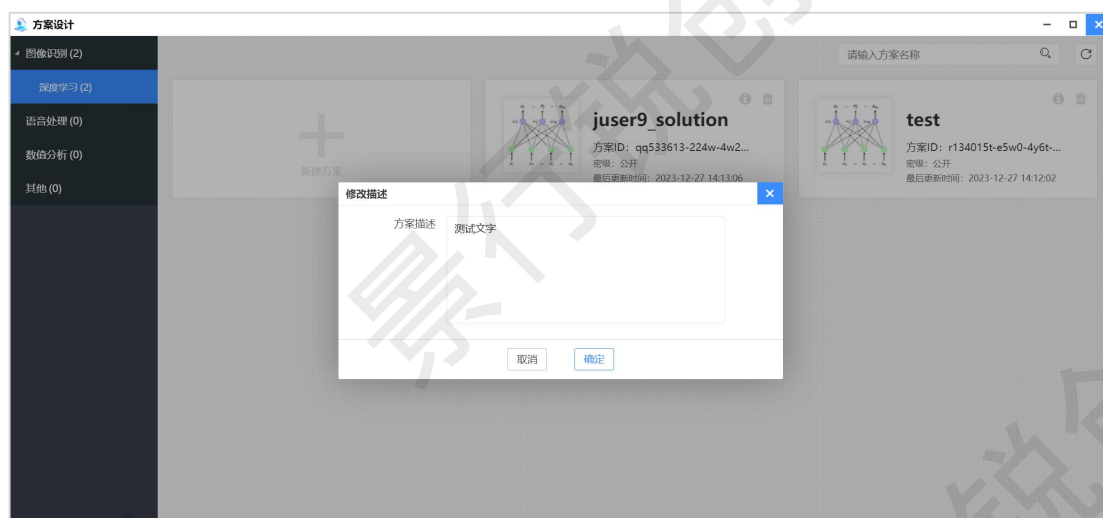 方案设计
图像识别 (2)
请输入方案名称
深度学习 (2)
语音处理 (0)
数值分析 (0)
其他 (0)
新建方案
juser9_solution
方案ID：qq533613-224w-4w2...
密级：公开
最后更新时间：2023-12-27 14:13:06
test
方案ID：r134015t-e5w0-4y6t-...
密级：公开
最后更新时间：2023-12-27 14:12:02
修改描述
方案描述
测试文字
取消
确定
景行锐创
锐